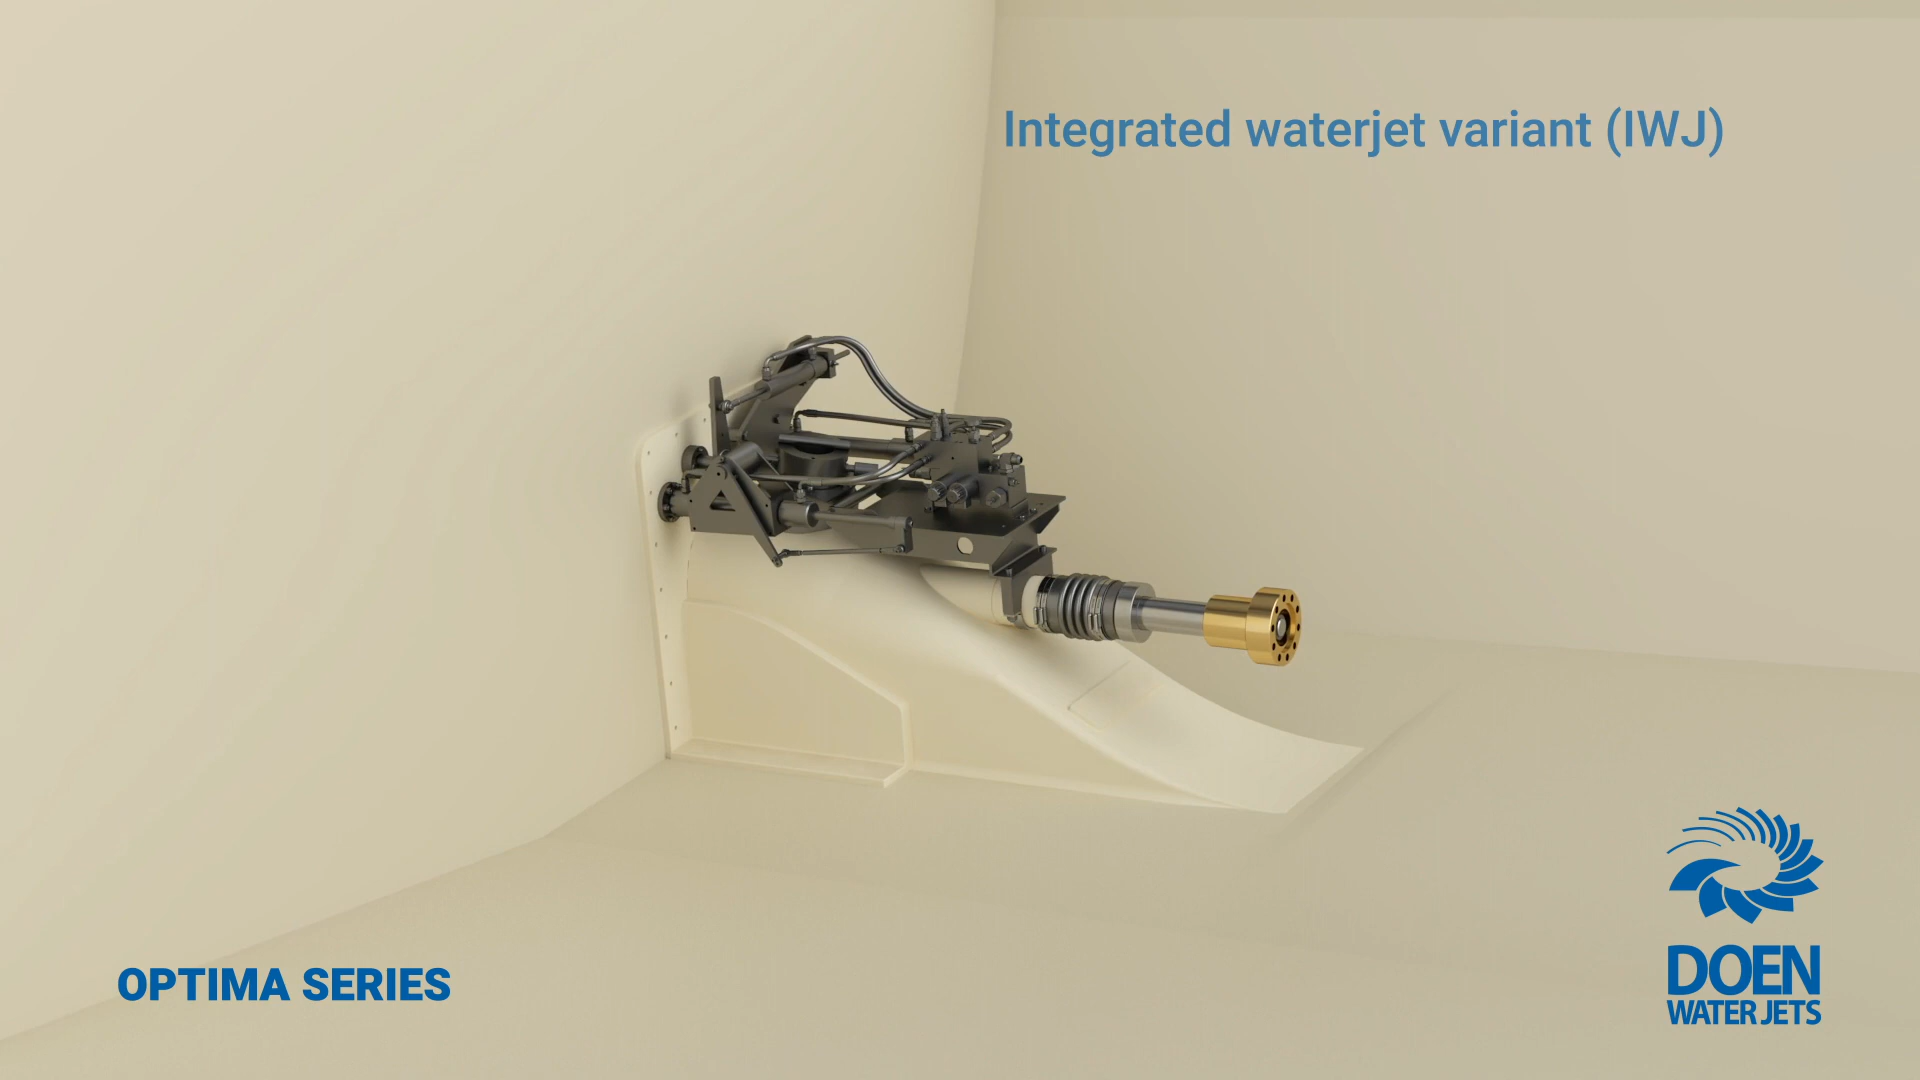 Integrated waterjet variant (IWJ)
OPTIMA SERIES
DOEN
WATER JETS